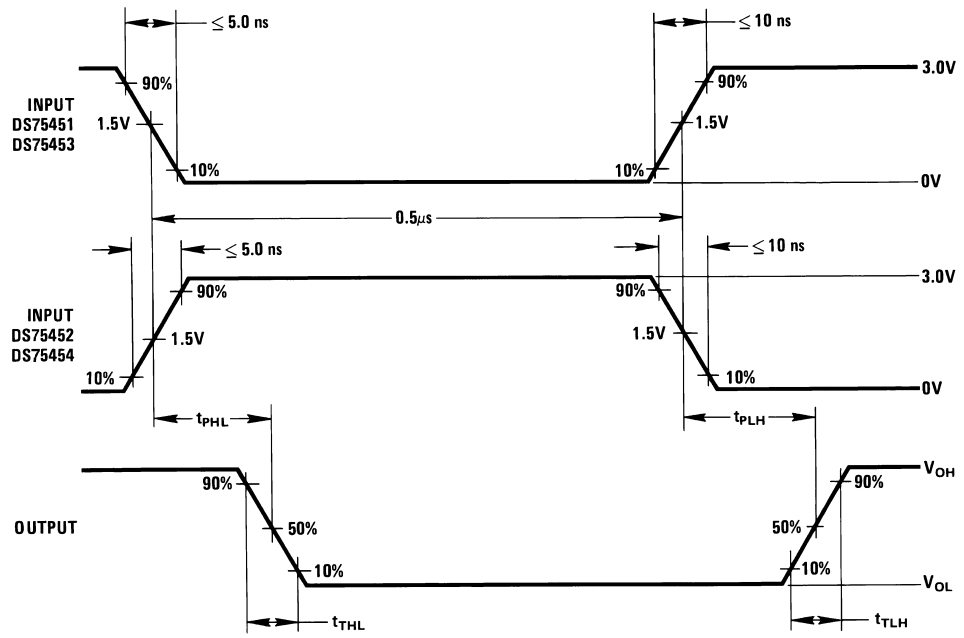 ≤ 5.0 ns
≤ 10 ns
90%
90%
3.0V
INPUT
DS75451
DS75453
1.5V
1.5V
10%
10%
0V
0.5μs
≤ 5.0 ns
≤ 10 ns
3.0V
90%
90%
INPUT
DS75452
DS75454
1.5V
1.5V
10%
10%
0V
tPHL
tPLH
VOH
90%
90%
OUTPUT
50%
50%
10%
10%
VOL
tTHL
tTLH